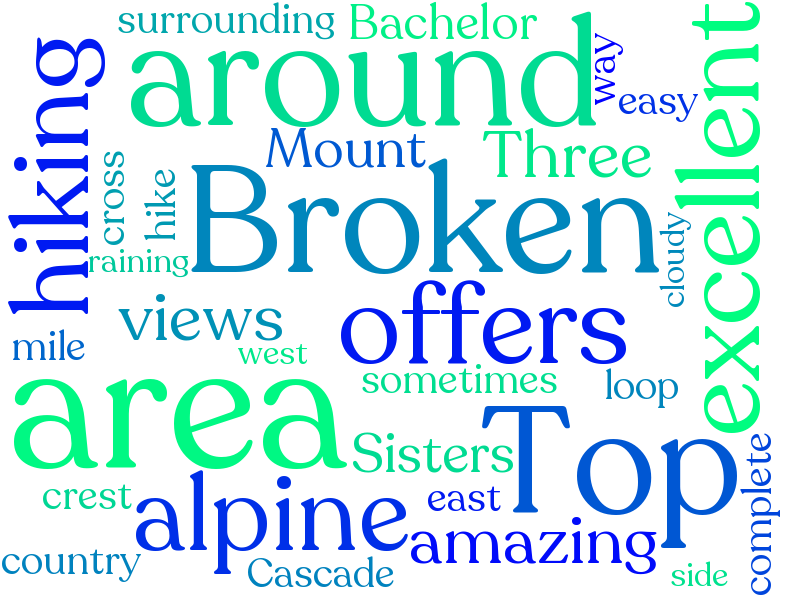 surrounding
Bachelor
around
way
easy
excellent
hiking
Mount
Three
cross
hike
Broken
raining
cloudy
views
offers
mile
west
area
sometimes
loop
Top
Sisters
crest
alpine
east
complete
amazing
country
Cascade
side